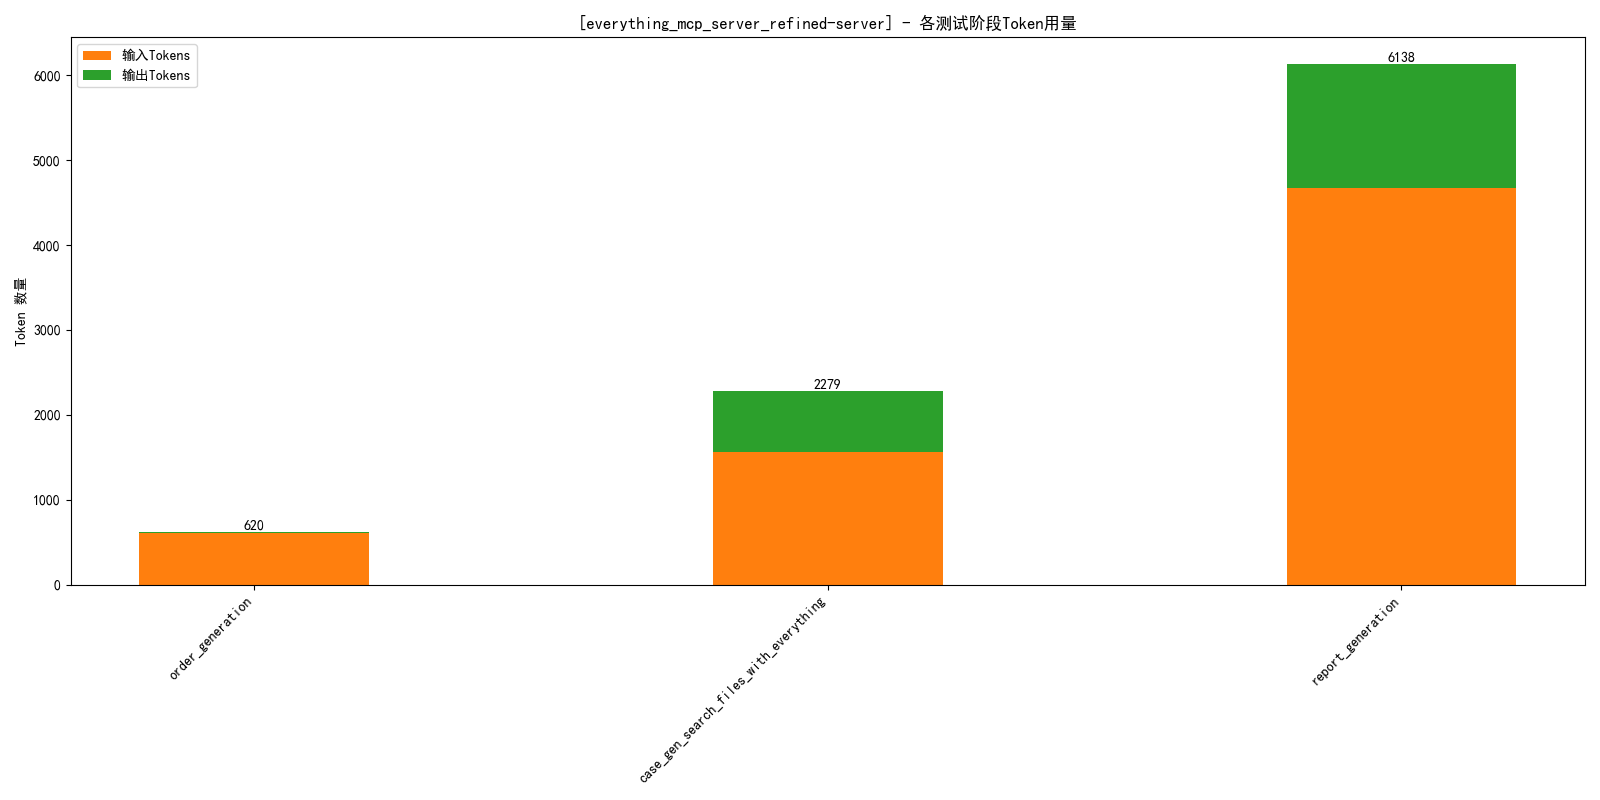 [everything_mcp_server_refined-server] - 各测试阶段Token用量
输入Tokens
输出Tokens
Token 数量
6000
5000
4000
3000
2000
1000
0
620
2279
6138
order_generation
case_gen_search_files_with_everything
report_generation